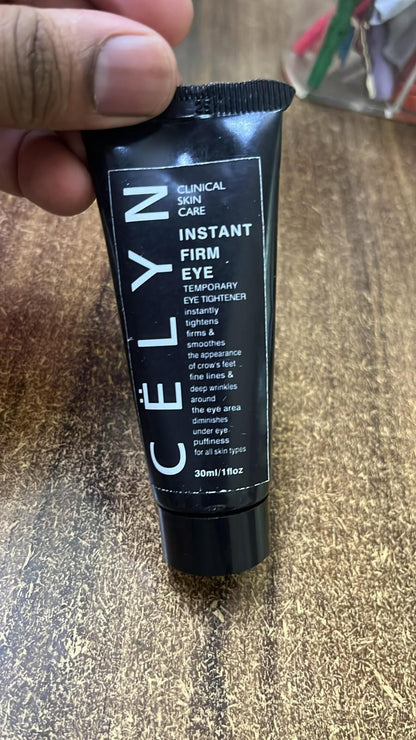 CËLYN
CLINICAL
SKIN
CARE
INSTANT
FIRM
EYE
TEMPORARY
EYE TIGHTENER
instantly
tightens
firms &
smoothes
the appearance
of crow's feet
fine lines &
deep wrinkles
around
the eye area
diminishes
under eye
puffiness
for all skin types
30ml/1floz